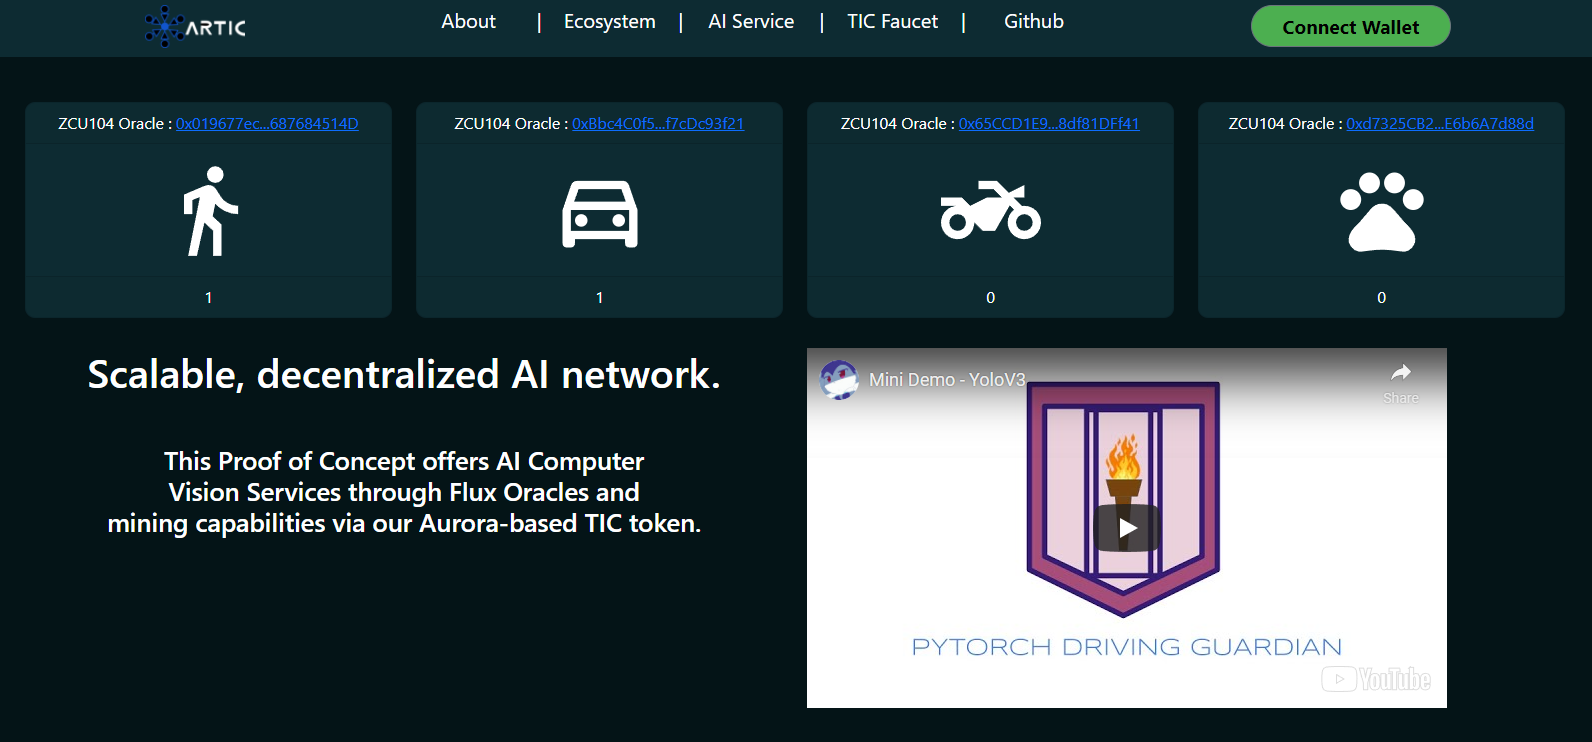 ARTIC
About | Ecosystem | AI Service | TIC Faucet | Github
Connect Wallet
ZCU104 Oracle : 0x019677ec...687684514D
ZCU104 Oracle : 0xBbc4C0f5...f7cDc93f21
ZCU104 Oracle : 0x65CCD1E9...8df81DFf41
ZCU104 Oracle : 0xd7325CB2...E6b6A7d88d
1
1
0
0
Scalable, decentralized AI network.
This Proof of Concept offers AI Computer
Vision Services through Flux Oracles and
mining capabilities via our Aurora-based TIC token.
Mini Demo - YoloV3
Share
PYTORCH DRIVING GUARDIAN
YouTube